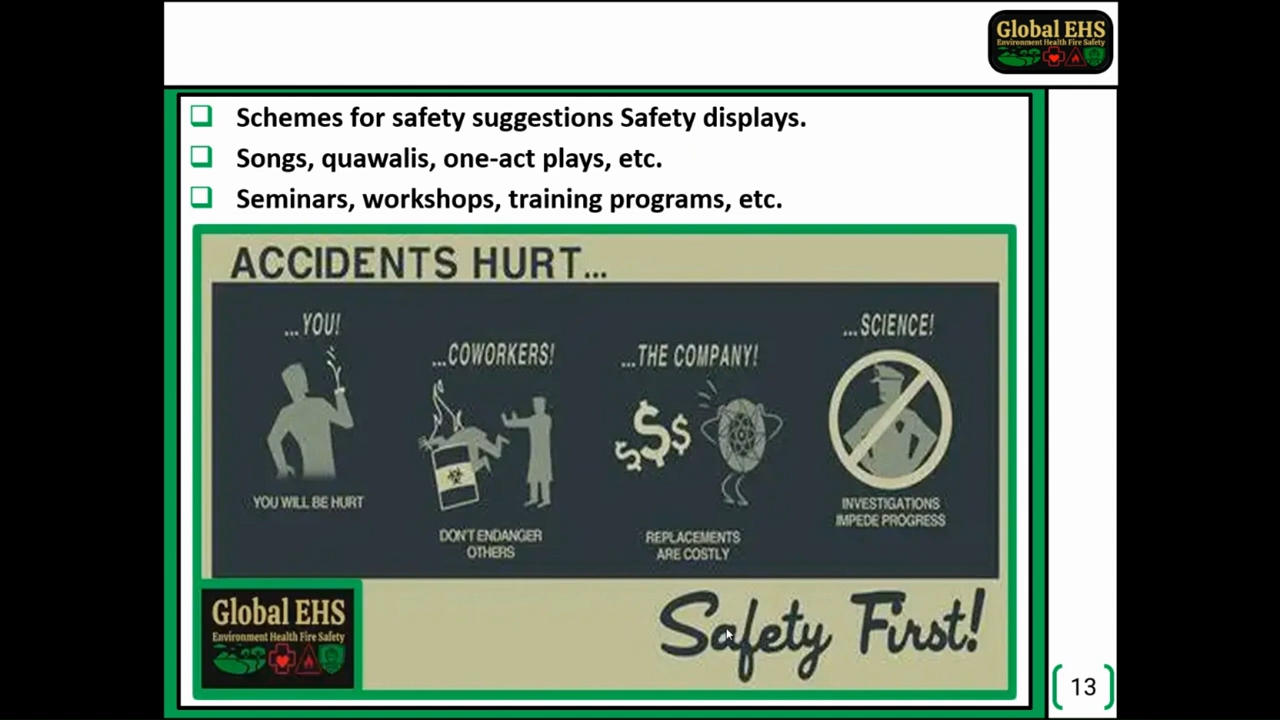 Global EHS
Environment Health Fire Safety
Schemes for safety suggestions Safety displays.
Songs, quawalis, one-act plays, etc.
Seminars, workshops, training programs, etc.
ACCIDENTS HURT...
...YOU!
YOU WILL BE HURT
...COWORKERS!
DON'T ENDANGER
OTHERS
...THE COMPANY!
$$$
REPLACEMENTS
ARE COSTLY
...SCIENCE!
INVESTIGATIONS
IMPEDE PROGRESS
Global EHS
Environment Health Fire Safety
Safety First!
13